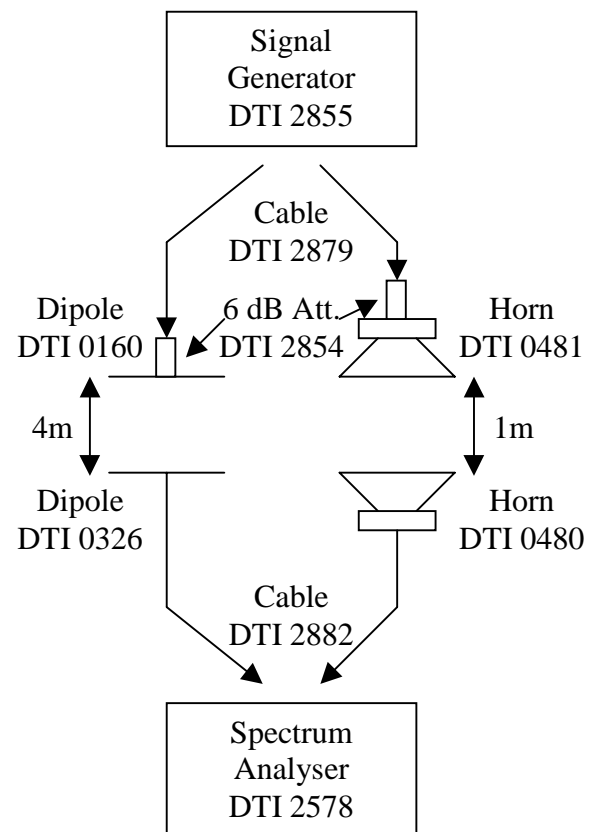 Signal
Generator
DTI 2855
Cable
DTI 2879
Dipole
DTI 0160
6 dB Att.
DTI 2854
Horn
DTI 0481
4m
1m
Dipole
DTI 0326
Horn
DTI 0480
Cable
DTI 2882
Spectrum
Analyser
DTI 2578